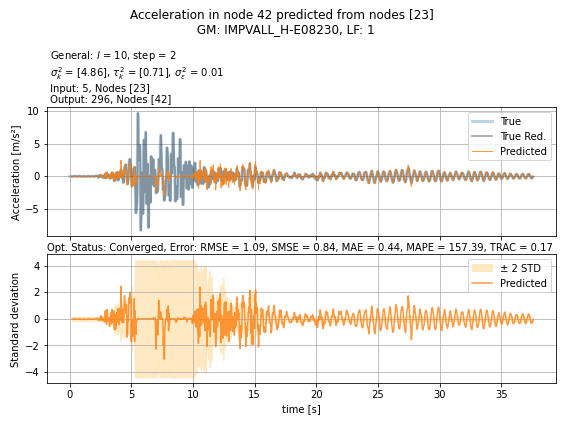 Acceleration in node 42 predicted from nodes [23]
GM: IMPVALL_H-E08230, LF: 1
General: l = 10, step = 2
σ²ₖ = [4.86], τ²ₖ = [0.71], σ²ε = 0.01
Input: 5, Nodes [23]
Output: 296, Nodes [42]
10
5
0
−5
Acceleration [m/s²]
True
True Red.
Predicted
Opt. Status: Converged, Error: RMSE = 1.09, SMSE = 0.84, MAE = 0.44, MAPE = 157.39, TRAC = 0.17
4
2
0
−2
−4
Standard deviation
± 2 STD
Predicted
0 5 10 15 20 25 30 35
time [s]